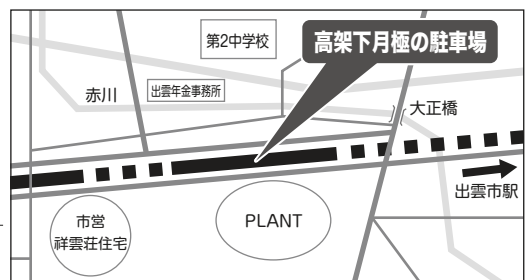 第2中学校
高架下月極の駐車場
赤川
出雲年金事務所
大正橋
出雲市駅
市営
祥雲荘住宅
PLANT